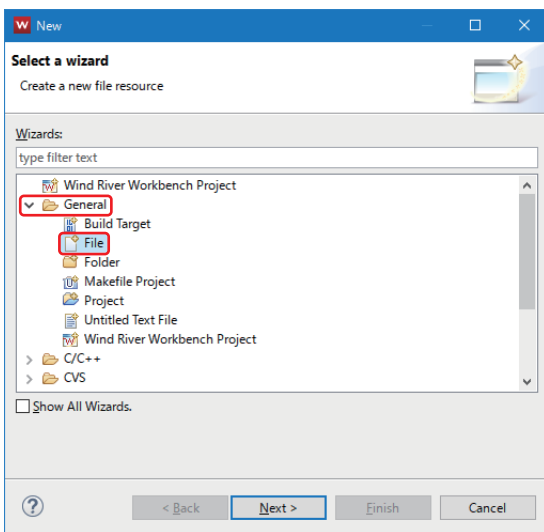 New
Select a wizard
Create a new file resource
Wizards:
type filter text
Wind River Workbench Project
General
Build Target
File
Folder
Makefile Project
Project
Untitled Text File
Wind River Workbench Project
C/C++
CVS
Show All Wizards.
< Back Next > Finish Cancel